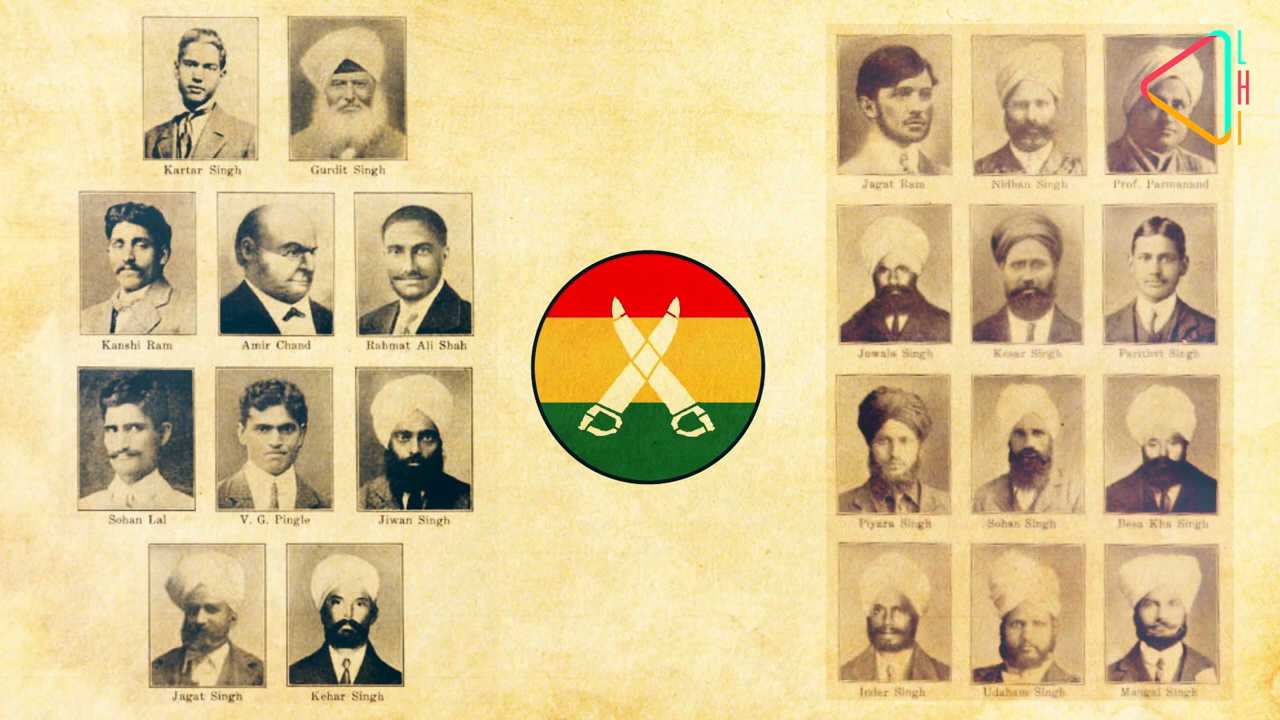 Kartar Singh
Gurdit Singh
Kanshi Ram
Amir Chand
Rahmat Ali Shah
Sohan Lal
V. G. Pingle
Jiwan Singh
Jagat Singh
Kehar Singh
Jagat Ram
Nidhan Singh
Prof. Parmanand
Jowala Singh
Kesar Singh
Parithvi Singh
Piyara Singh
Sohan Singh
Besa Kha Singh
Inder Singh
Udaham Singh
Mangal Singh
L
H
I